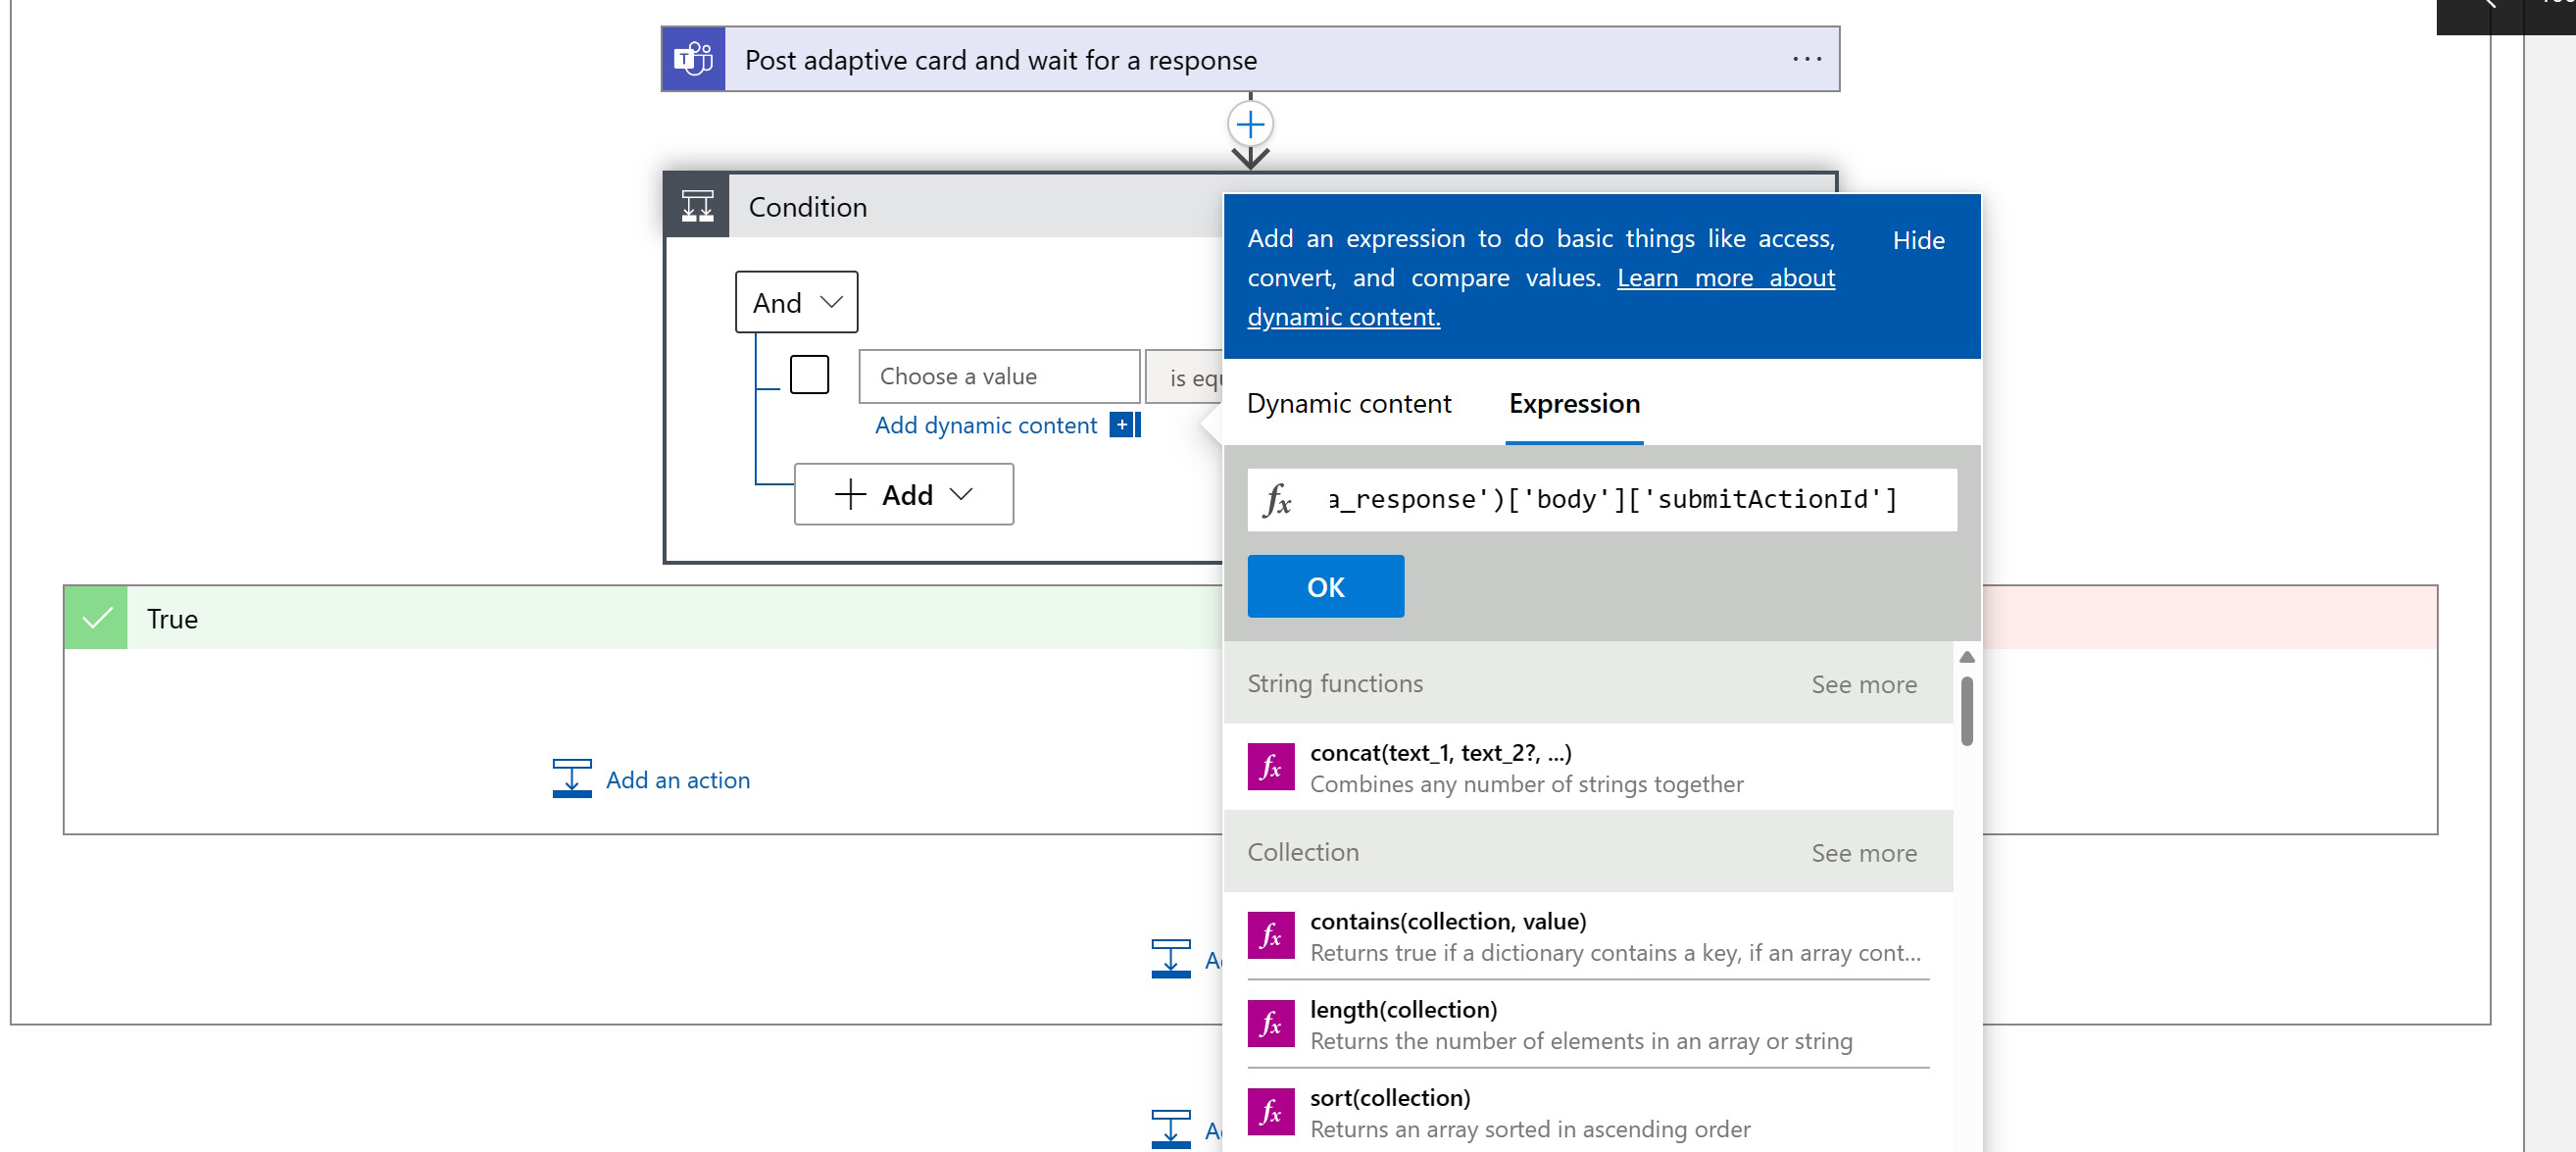 Post adaptive card and wait for a response
Condition
Add an expression to do basic things like access,
convert, and compare values. Learn more about
dynamic content.
Hide
And
Choose a value
is equ
Add dynamic content
Dynamic content
Expression
Add
fx a_response')['body']['submitActionId']
OK
True
String functions
See more
concat(text_1, text_2?, ...)
Combines any number of strings together
Add an action
Collection
See more
contains(collection, value)
Returns true if a dictionary contains a key, if an array cont...
length(collection)
Returns the number of elements in an array or string
sort(collection)
Returns an array sorted in ascending order